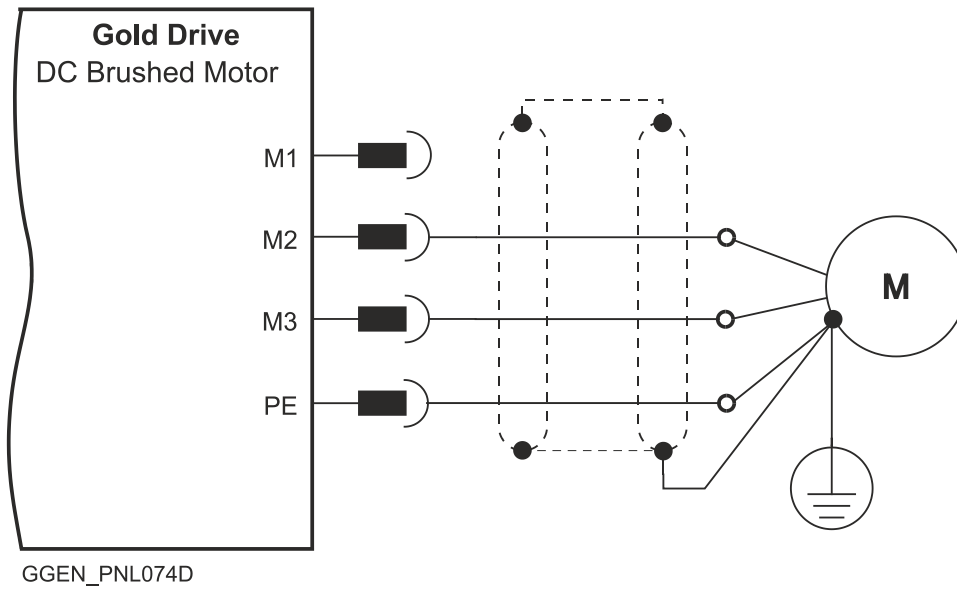 Gold Drive
DC Brushed Motor
M1
M2
M3
PE
M
GGEN_PNL074D